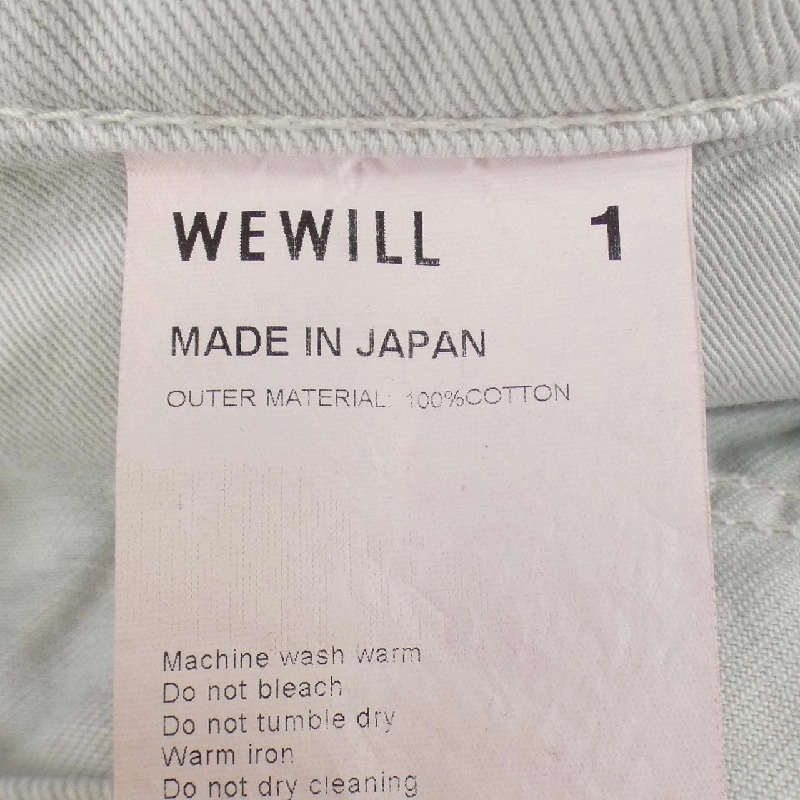 WEWILL 1
MADE IN JAPAN
OUTER MATERIAL: 100%COTTON
Machine wash warm
Do not bleach
Do not tumble dry
Warm iron
Do not dry cleaning